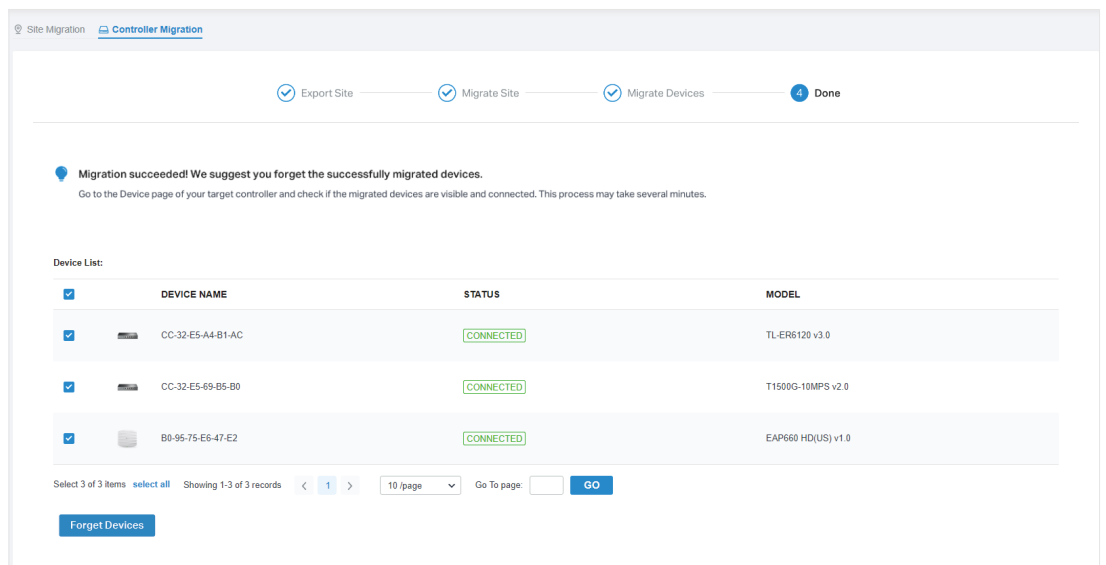 Site Migration Controller Migration
Export Site Migrate Site Migrate Devices 4 Done
Migration succeeded! We suggest you forget the successfully migrated devices.
Go to the Device page of your target controller and check if the migrated devices are visible and connected. This process may take several minutes.
Device List:
DEVICE NAME STATUS MODEL
CC-32-E5-A4-B1-AC CONNECTED TL-ER6120 v3.0
CC-32-E5-69-B5-B0 CONNECTED T1500G-10MPS v2.0
B0-95-75-E6-47-E2 CONNECTED EAP660 HD(US) v1.0
Select 3 of 3 items select all Showing 1-3 of 3 records < 1 > 10 /page Go To page: GO
Forget Devices